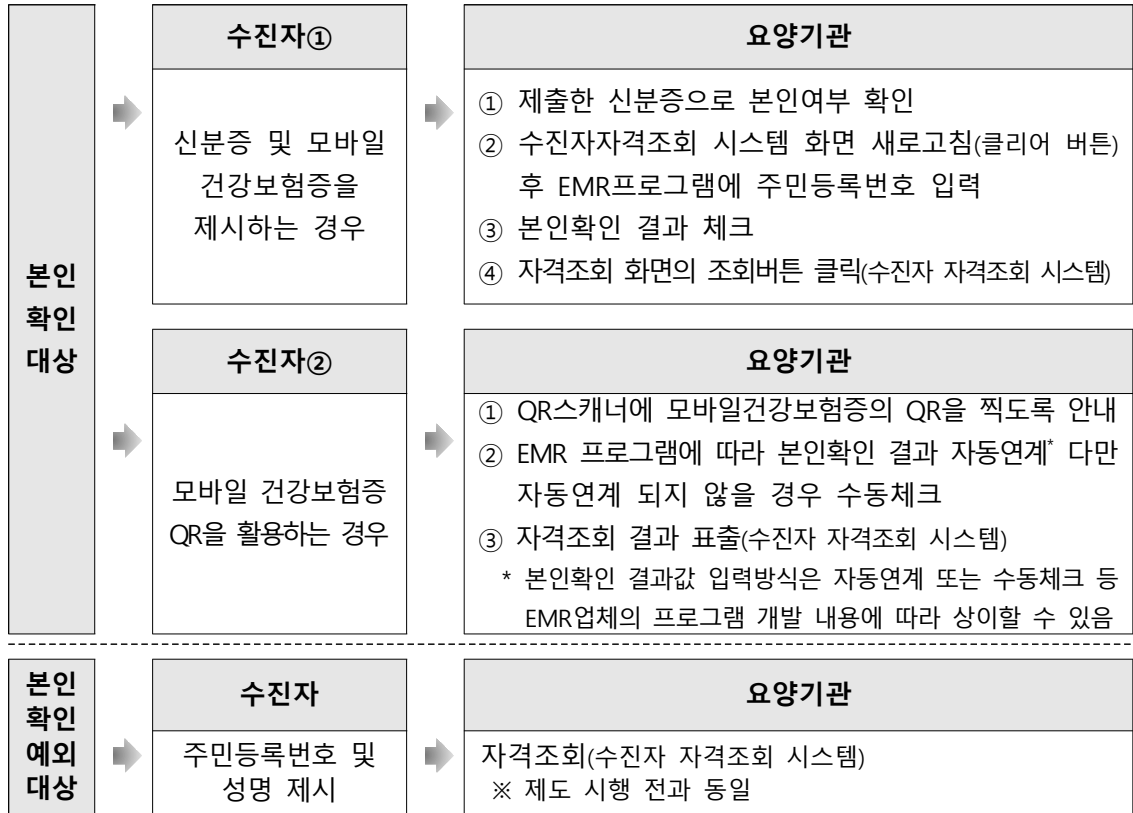 본인
확인
대상
수진자①
신분증 및 모바일
건강보험증을
제시하는 경우
요양기관
① 제출한 신분증으로 본인여부 확인
② 수진자자격조회 시스템 화면 새로고침(클리어 버튼)
후 EMR프로그램에 주민등록번호 입력
③ 본인확인 결과 체크
④ 자격조회 화면의 조회버튼 클릭(수진자 자격조회 시스템)
수진자②
모바일 건강보험증
QR을 활용하는 경우
요양기관
① QR스캐너에 모바일건강보험증의 QR을 찍도록 안내
② EMR 프로그램에 따라 본인확인 결과 자동연계* 다만
자동연계 되지 않을 경우 수동체크
③ 자격조회 결과 표출(수진자 자격조회 시스템)
* 본인확인 결과값 입력방식은 자동연계 또는 수동체크 등
EMR업체의 프로그램 개발 내용에 따라 상이할 수 있음
본인
확인
예외
대상
수진자
주민등록번호 및
성명 제시
요양기관
자격조회(수진자 자격조회 시스템)
※ 제도 시행 전과 동일